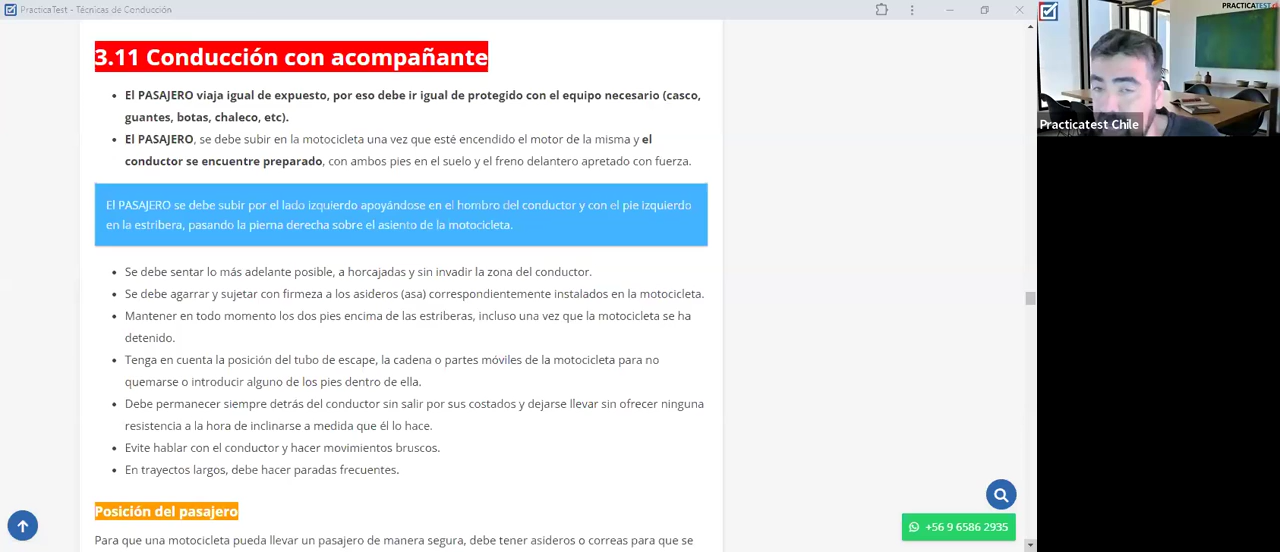 PracticaTest - Técnicas de Conducción
PRACTICATEST
3.11 Conducción con acompañante
El PASAJERO viaja igual de expuesto, por eso debe ir igual de protegido con el equipo necesario (casco,
guantes, botas, chaleco, etc).
El PASAJERO, se debe subir en la motocicleta una vez que esté encendido el motor de la misma y el
conductor se encuentre preparado, con ambos pies en el suelo y el freno delantero apretado con fuerza.
Practicatest Chile
El PASAJERO se debe subir por el lado izquierdo apoyándose en el hombro del conductor y con el pie izquierdo
en la estribera, pasando la pierna derecha sobre el asiento de la motocicleta.
Se debe sentar lo más adelante posible, a horcajadas y sin invadir la zona del conductor.
Se debe agarrar y sujetar con firmeza a los asideros (asa) correspondientemente instalados en la motocicleta.
Mantener en todo momento los dos pies encima de las estriberas, incluso una vez que la motocicleta se ha
detenido.
Tenga en cuenta la posición del tubo de escape, la cadena o partes móviles de la motocicleta para no
quemarse o introducir alguno de los pies dentro de ella.
Debe permanecer siempre detrás del conductor sin salir por sus costados y dejarse llevar sin ofrecer ninguna
resistencia a la hora de inclinarse a medida que él lo hace.
Evite hablar con el conductor y hacer movimientos bruscos.
En trayectos largos, debe hacer paradas frecuentes.
Posición del pasajero
+56 9 6586 2935
Para que una motocicleta pueda llevar un pasajero de manera segura, debe tener asideros o correas para que se